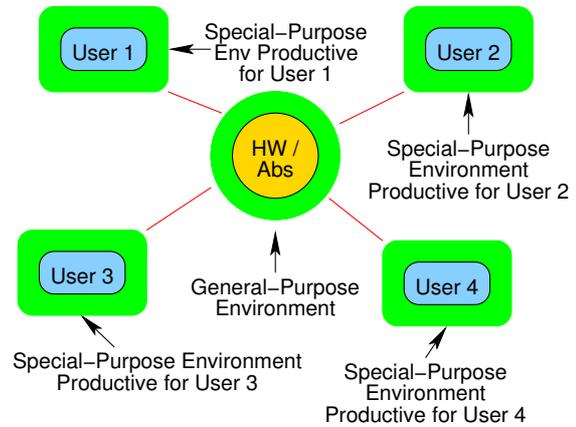 User 1
Special−Purpose
Env Productive
for User 1
User 2
HW /
Abs
Special−Purpose
Environment
Productive for User 2
User 3
General−Purpose
Environment
User 4
Special−Purpose Environment
Productive for User 3
Special−Purpose
Environment
Productive for User 4